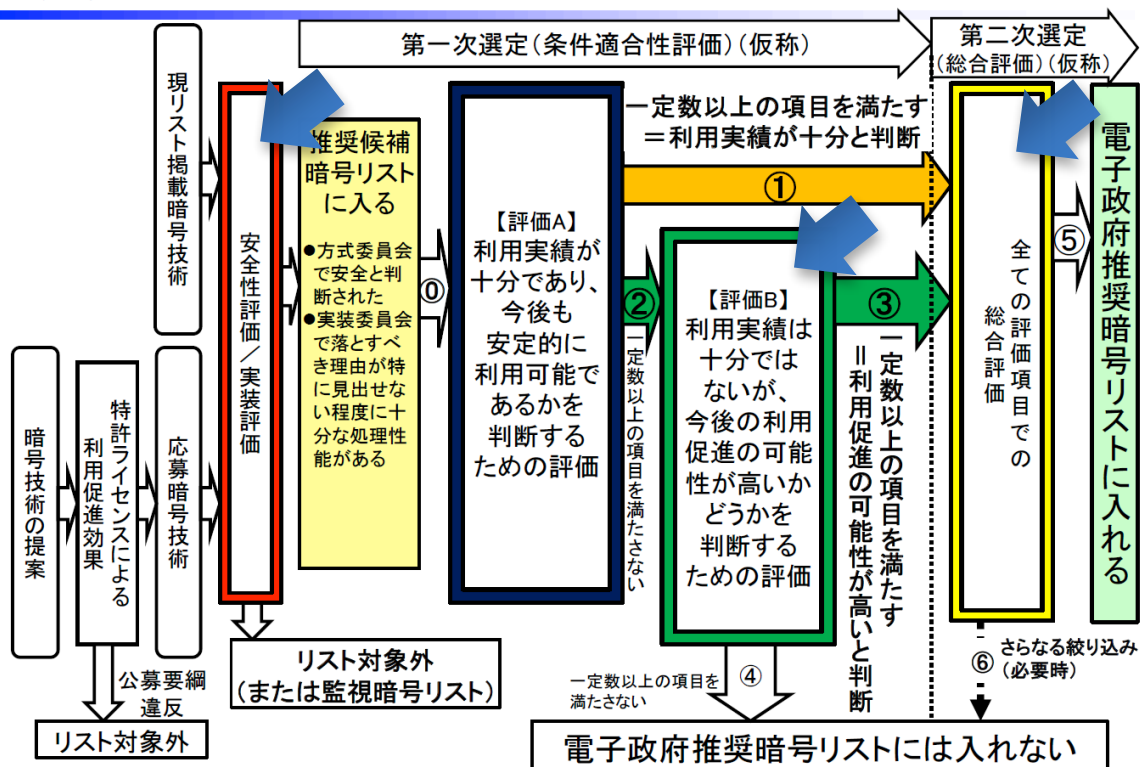 第一次選定(条件適合性評価)(仮称)
第二次選定
(総合評価)(仮称)
現リスト掲載暗号技術
暗号技術の提案
特許ライセンスによる
利用促進効果
応募暗号技術
公募要綱
違反
リスト対象外
安全性評価/実装評価
リスト対象外
(または監視暗号リスト)
推奨候補
暗号リスト
に入る
●方式委員会
で安全と判
断された
●実装委員会
で落とすべ
き理由が特
に見出せな
い程度に十
分な処理性
能がある
⓪
【評価A】
利用実績が
十分であり、
今後も
安定的に
利用可能で
あるかを
判断する
ための評価
一定数以上の項目を満たす
=利用実績が十分と判断
①
②
一定数以上の項目を満たさない
【評価B】
利用実績は
十分では
ないが、
今後の利用
促進の可能
性が高いか
どうかを
判断する
ための評価
③
一定数以上の項目を満たす
=利用促進の可能性が高いと判断
一定数以上の項目を
満たさない
④
全ての評価項目での
総合評価
⑤
電子政府推奨暗号リストに入れる
⑥
さらなる絞り込み
(必要時)
電子政府推奨暗号リストには入れない